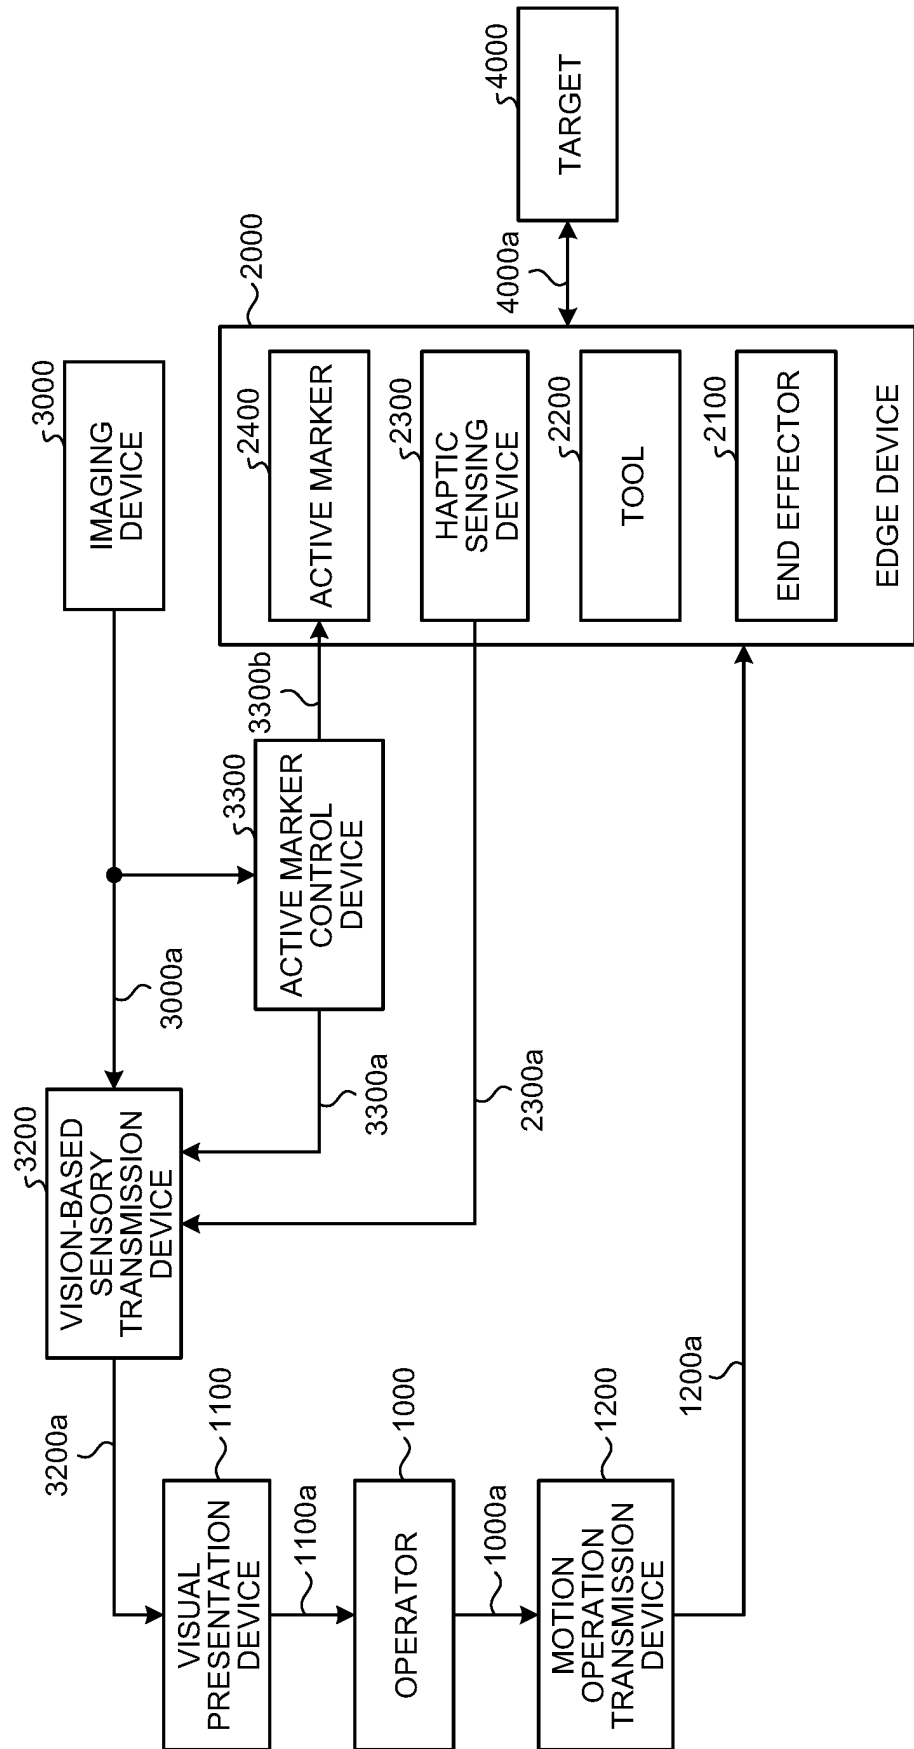 3200a
1100
VISUAL
PRESENTATION
DEVICE
1100a
1000
OPERATOR
1000a
1200
MOTION
OPERATION
TRANSMISSION
DEVICE
1200a
3200
VISION-BASED
SENSORY
TRANSMISSION
DEVICE
3000a
3300a
2300a
3300
ACTIVE MARKER
CONTROL
DEVICE
3300b
3000
IMAGING
DEVICE
2000
2400
ACTIVE MARKER
2300
HAPTIC
SENSING
DEVICE
2200
TOOL
2100
END EFFECTOR
EDGE DEVICE
4000a
4000
TARGET